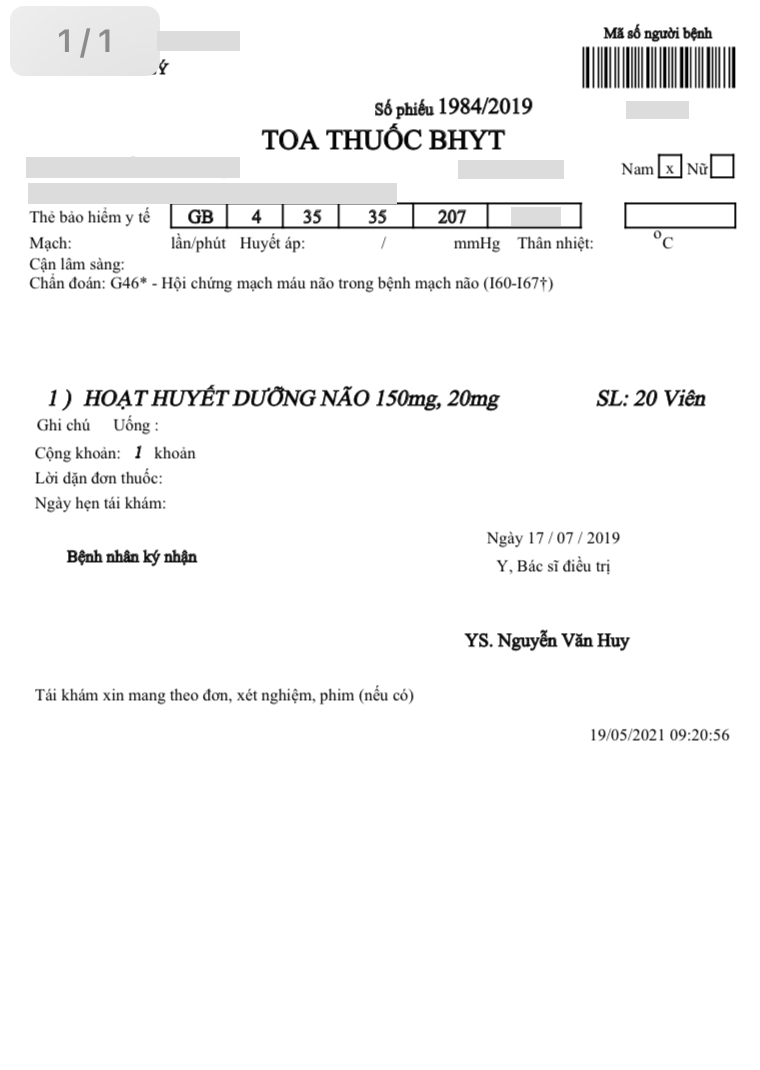 1/1
Mã số người bệnh
Số phiếu 1984/2019
TOA THUỐC BHYT
Nam x Nữ
Thẻ bảo hiểm y tế GB 4 35 35 207
Mạch: lần/phút Huyết áp: / mmHg Thân nhiệt: °C
Cận lâm sàng:
Chẩn đoán: G46* - Hội chứng mạch máu não trong bệnh mạch não (I60-I67†)
1 ) HOẠT HUYẾT DƯỠNG NÃO 150mg, 20mg SL: 20 Viên
Ghi chú Uống :
Cộng khoản: 1 khoản
Lời dặn đơn thuốc:
Ngày hẹn tái khám:
Ngày 17 / 07 / 2019
Bệnh nhân ký nhận
Y, Bác sĩ điều trị
YS. Nguyễn Văn Huy
Tái khám xin mang theo đơn, xét nghiệm, phim (nếu có)
19/05/2021 09:20:56